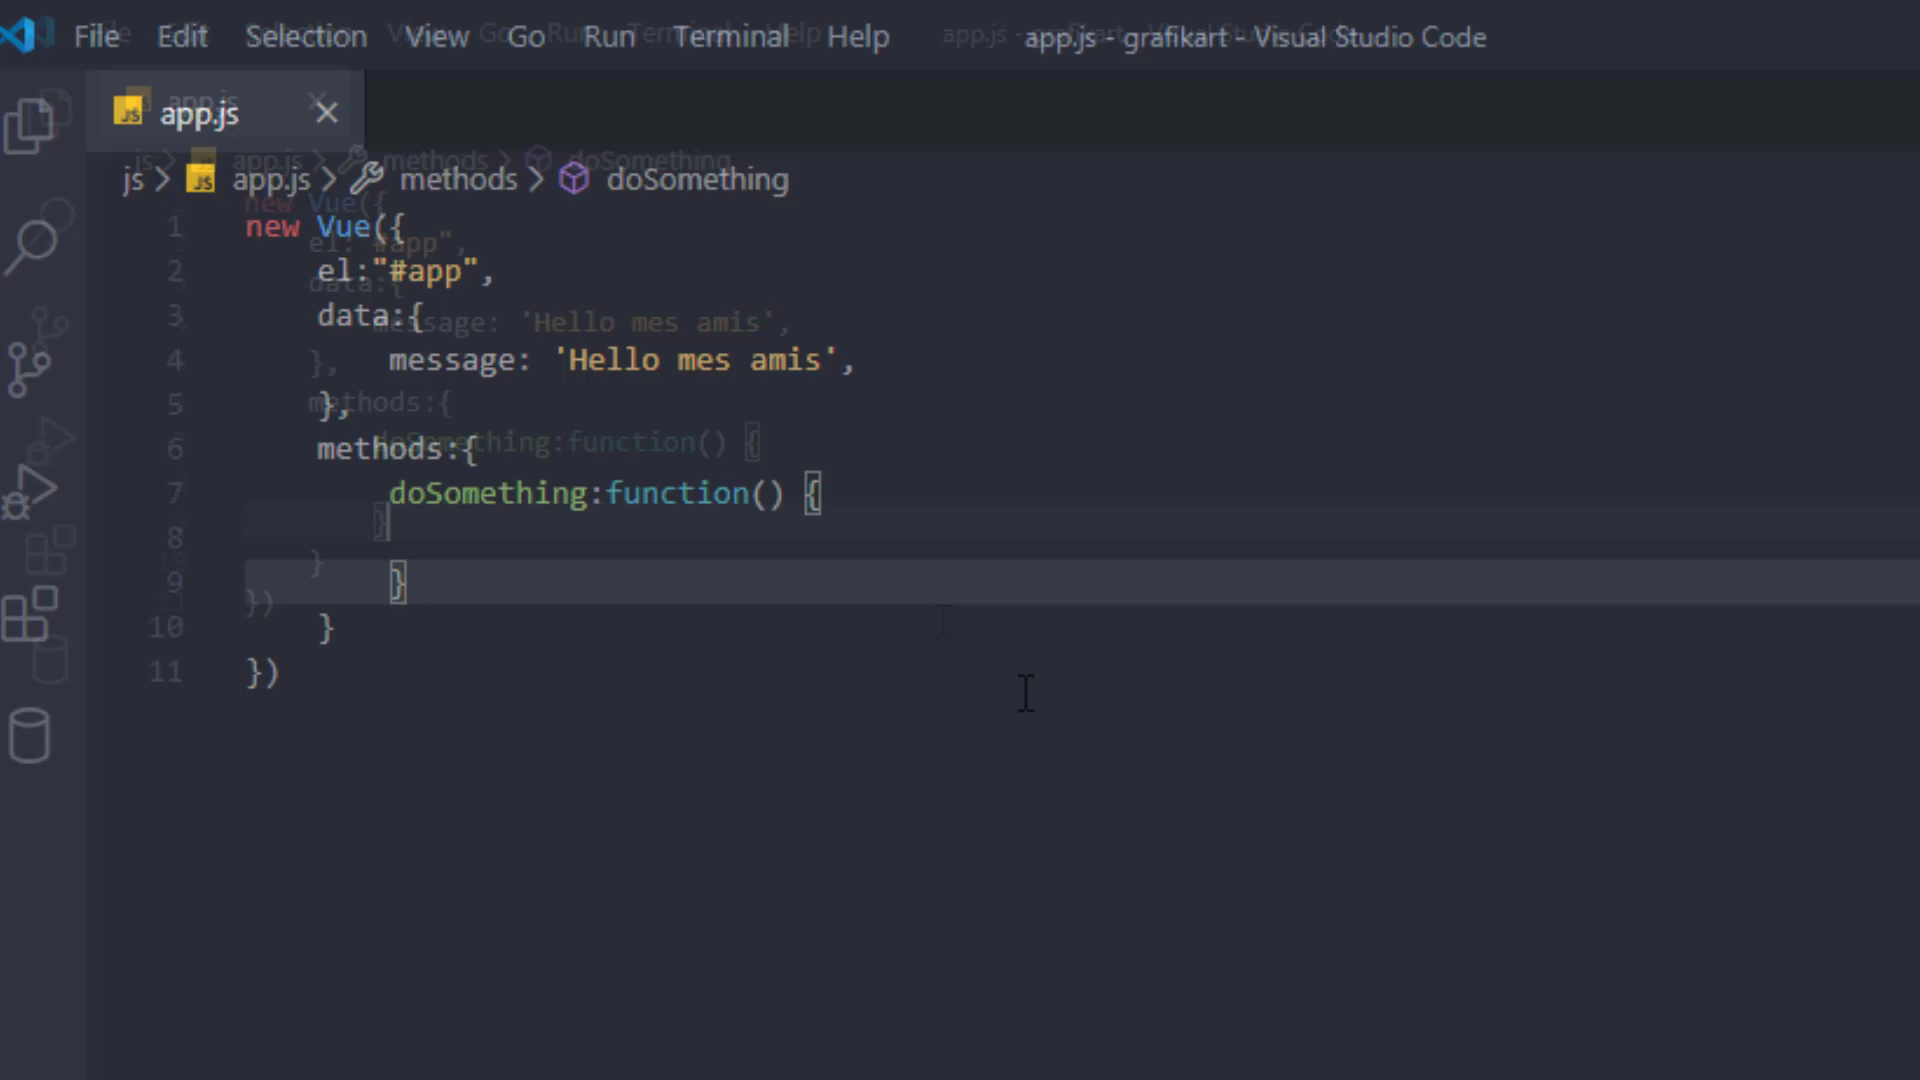 File Edit Selection View Go Run Terminal Help app.js - grafikart - Visual Studio Code
JS app.js
js > JS app.js > methods > doSomething
1 new Vue({
2 el:"#app",
3 data:{
4 message: 'Hello mes amis',
5 },
6 methods:{
7 doSomething:function() {
8
9 }
10 }
11 })